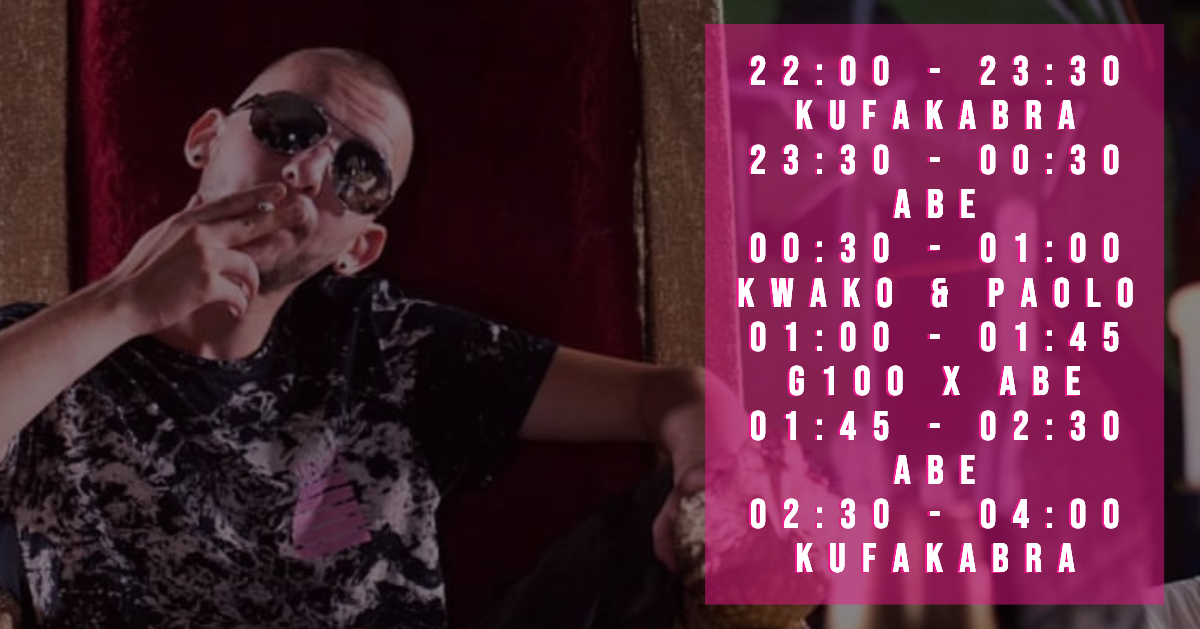 22:00 - 23:30
KUFAKABRA
23:30 - 00:30
ABE
00:30 - 01:00
KWAKO & PAOLO
01:00 - 01:45
G100 X ABE
01:45 - 02:30
ABE
02:30 - 04:00
KUFAKABRA